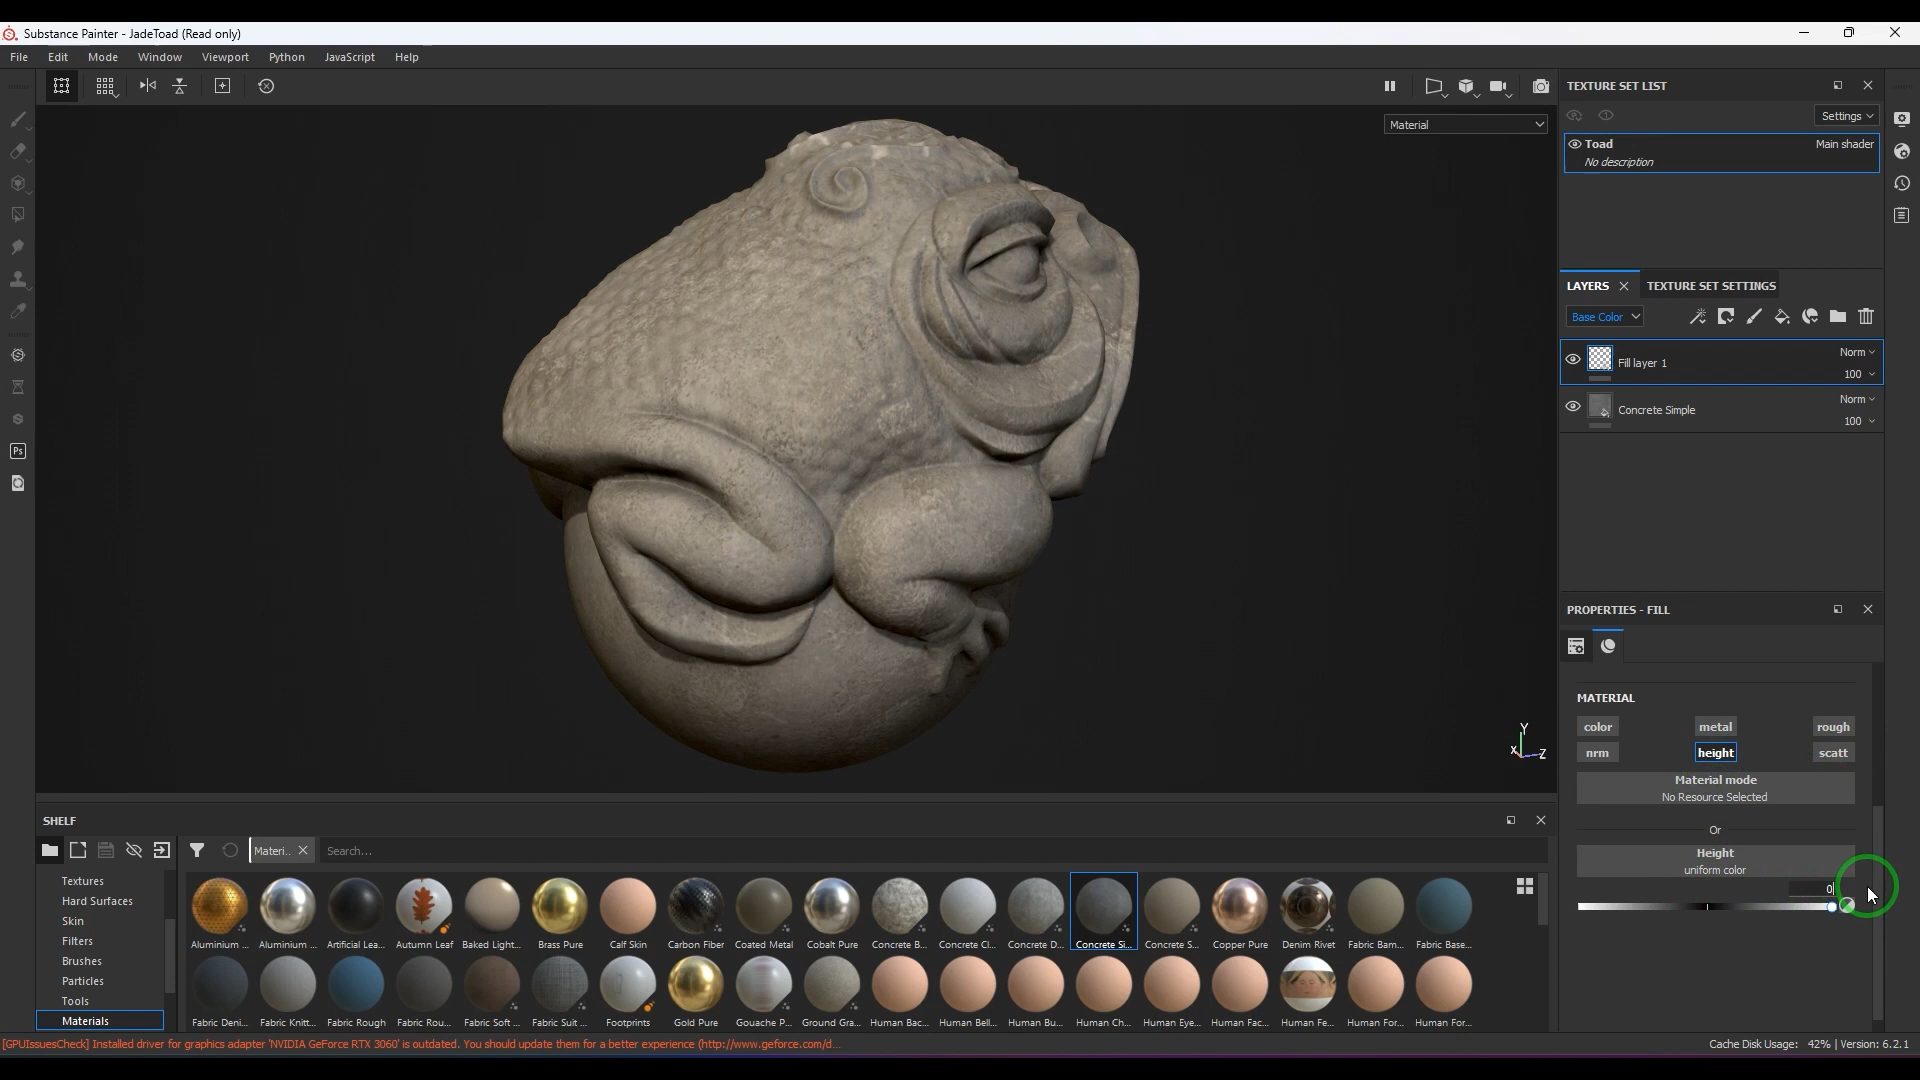 Substance Painter - JadeToad (Read only)
File Edit Mode Window Viewport Python JavaScript Help
Material
TEXTURE SET LIST
Settings
Toad Main shader
No description
LAYERS TEXTURE SET SETTINGS
Base Color
Norm
Fill layer 1
100
Norm
Concrete Simple
100
PROPERTIES - FILL
MATERIAL
color metal rough
nrm height scatt
Material mode
No Resource Selected
Or
Height
uniform color
0
Y
X Z
Ps
SHELF
Materi.. Search...
Textures
Hard Surfaces
Skin
Filters
Brushes
Particles
Tools
Materials
Aluminium ... Aluminium ... Artificial Lea... Autumn Leaf Baked Light... Brass Pure Calf Skin Carbon Fiber Coated Metal Cobalt Pure Concrete B... Concrete Cl... Concrete D... Concrete Si... Concrete S... Copper Pure Denim Rivet Fabric Bam... Fabric Base...
Fabric Deni... Fabric Knitt... Fabric Rough Fabric Rou... Fabric Soft ... Fabric Suit ... Footprints Gold Pure Gouache P... Ground Gra... Human Bac... Human Bell... Human Bu... Human Ch... Human Eye... Human Fac... Human Fe... Human For... Human For...
[GPUIssuesCheck] Installed driver for graphics adapter 'NVIDIA GeForce RTX 3060' is outdated. You should update them for a better experience (http://www.geforce.com/d...
Cache Disk Usage: 42% | Version: 6.2.1